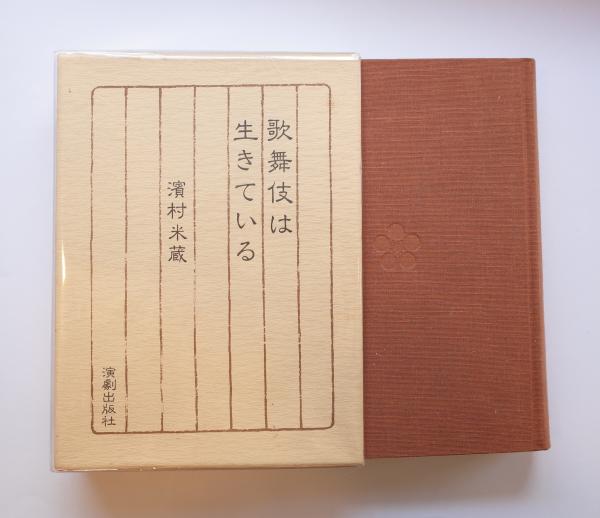 歌舞伎は
生きている
濱村米蔵
演劇出版社